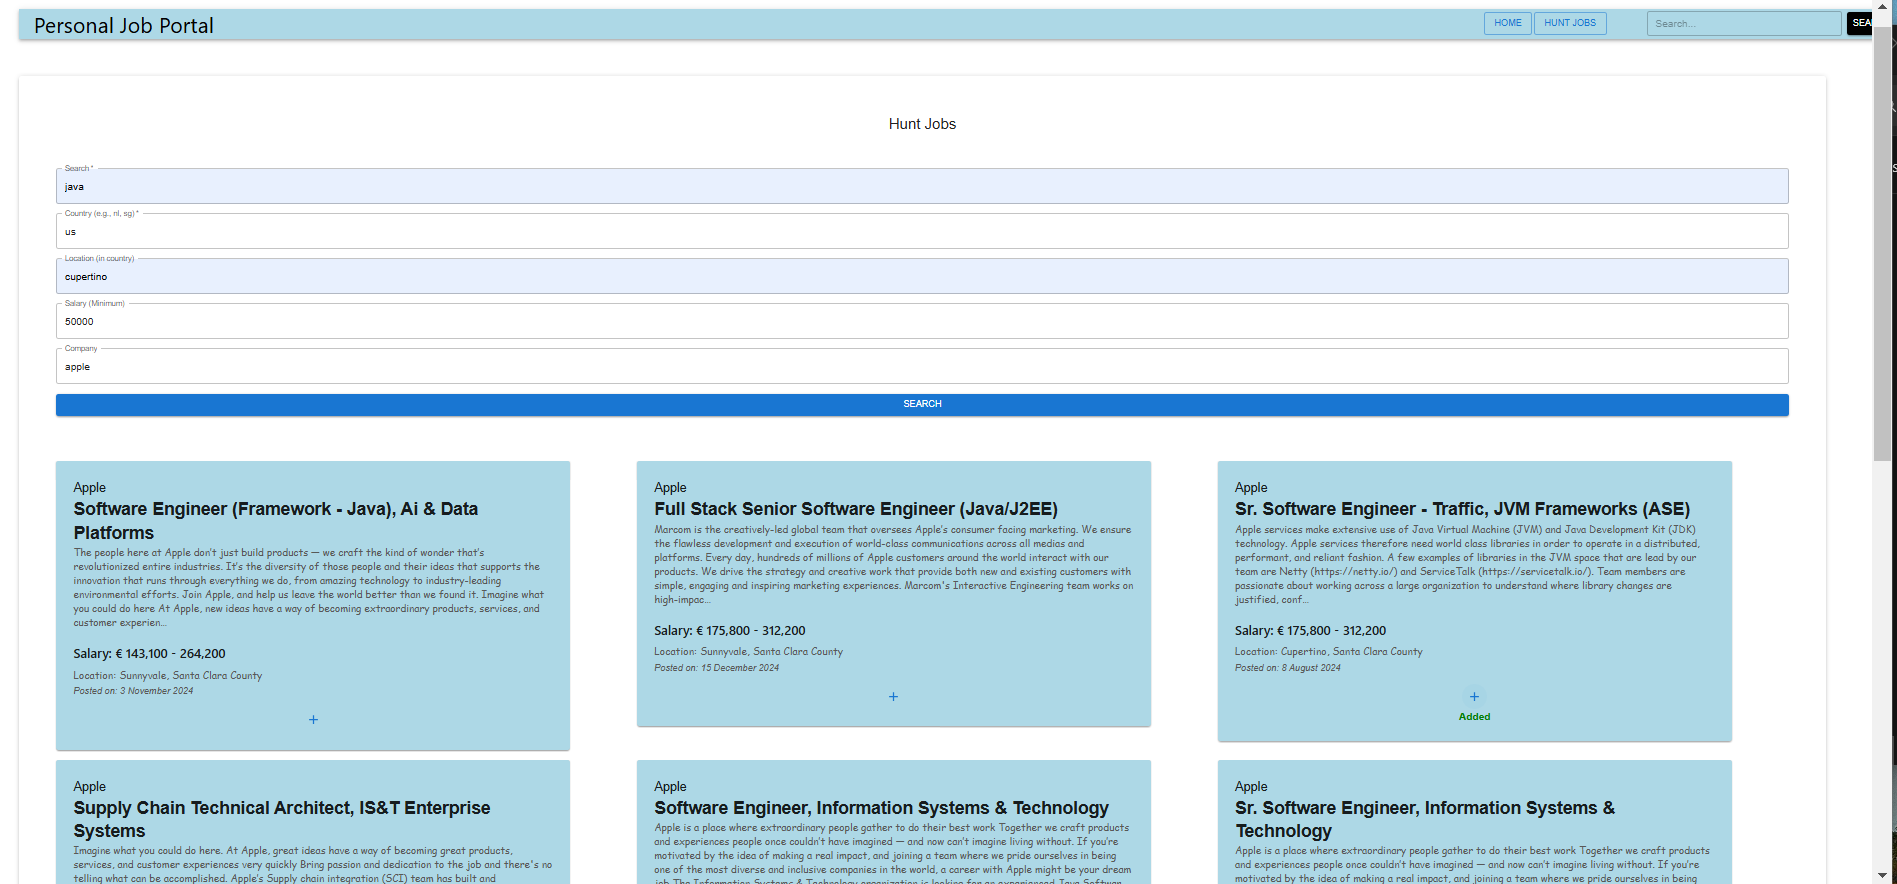 Personal Job Portal
HOME
HUNT JOBS
Search...
Hunt Jobs
Search *
java
Country (e.g., nl, sg) *
us
Location (in country)
cupertino
Salary (Minimum)
50000
Company
apple
SEARCH
Apple
Software Engineer (Framework - Java), Ai & Data
Platforms
The people here at Apple don't just build products — we craft the kind of wonder that's
revolutionized entire industries. It's the diversity of those people and their ideas that supports the
innovation that runs through everything we do, from amazing technology to industry-leading
environmental efforts. Join Apple, and help us leave the world better than we found it. Imagine what
you could do here At Apple, new ideas have a way of becoming extraordinary products, services, and
customer experien...
Salary: € 143,100 - 264,200
Location: Sunnyvale, Santa Clara County
Posted on: 3 November 2024
+
Apple
Full Stack Senior Software Engineer (Java/J2EE)
Marcom is the creatively-led global team that oversees Apple's consumer facing marketing. We ensure
the flawless development and execution of world-class communications across all medias and
platforms. Every day, hundreds of millions of Apple customers around the world interact with our
products. We drive the strategy and creative work that provide both new and existing customers with
simple, engaging and inspiring marketing experiences. Marcom's Interactive Engineering team works on
high-impac...
Salary: € 175,800 - 312,200
Location: Sunnyvale, Santa Clara County
Posted on: 15 December 2024
+
Apple
Sr. Software Engineer - Traffic, JVM Frameworks (ASE)
Apple services make extensive use of Java Virtual Machine (JVM) and Java Development Kit (JDK)
technology. Apple services therefore need world class libraries in order to operate in a distributed,
performant, and reliant fashion. A few examples of libraries in the JVM space that are lead by our
team are Netty (https://netty.io/) and ServiceTalk (https://servicetalk.io/). Team members are
passionate about working across a large organization to understand where library changes are
justified, conf...
Salary: € 175,800 - 312,200
Location: Cupertino, Santa Clara County
Posted on: 8 August 2024
+
Added
Apple
Supply Chain Technical Architect, IS&T Enterprise
Systems
Imagine what you could do here. At Apple, great ideas have a way of becoming great products,
services, and customer experiences very quickly Bring passion and dedication to the job and there's no
telling what can be accomplished. Apple's Supply chain integration (SCI) team has built and
Apple
Software Engineer, Information Systems & Technology
Apple is a place where extraordinary people gather to do their best work Together we craft products
and experiences people once couldn't have imagined — and now can't imagine living without. If you're
motivated by the idea of making a real impact, and joining a team where we pride ourselves in being
one of the most diverse and inclusive companies in the world, a career with Apple might be your dream
Apple
Sr. Software Engineer, Information Systems &
Technology
Apple is a place where extraordinary people gather to do their best work Together we craft products
and experiences people once couldn't have imagined — and now can't imagine living without. If you're
motivated by the idea of making a real impact, and joining a team where we pride ourselves in being